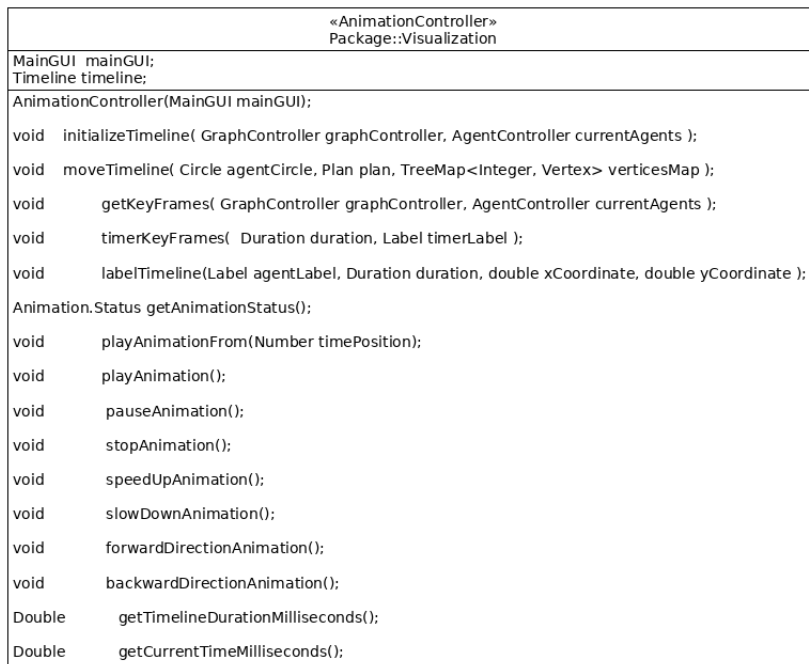 «AnimationController»
Package::Visualization
MainGUI  mainGUI;
Timeline timeline;
AnimationController(MainGUI mainGUI);
void    initializeTimeline( GraphController graphController, AgentController currentAgents );
void    moveTimeline( Circle agentCircle, Plan plan, TreeMap<Integer, Vertex> verticesMap );
void    getKeyFrames( GraphController graphController, AgentController currentAgents );
void    timerKeyFrames(  Duration duration, Label timerLabel );
void    labelTimeline(Label agentLabel, Duration duration, double xCoordinate, double yCoordinate );
Animation.Status getAnimationStatus();
void    playAnimationFrom(Number timePosition);
void    playAnimation();
void    pauseAnimation();
void    stopAnimation();
void    speedUpAnimation();
void    slowDownAnimation();
void    forwardDirectionAnimation();
void    backwardDirectionAnimation();
Double    getTimelineDurationMilliseconds();
Double    getCurrentTimeMilliseconds();